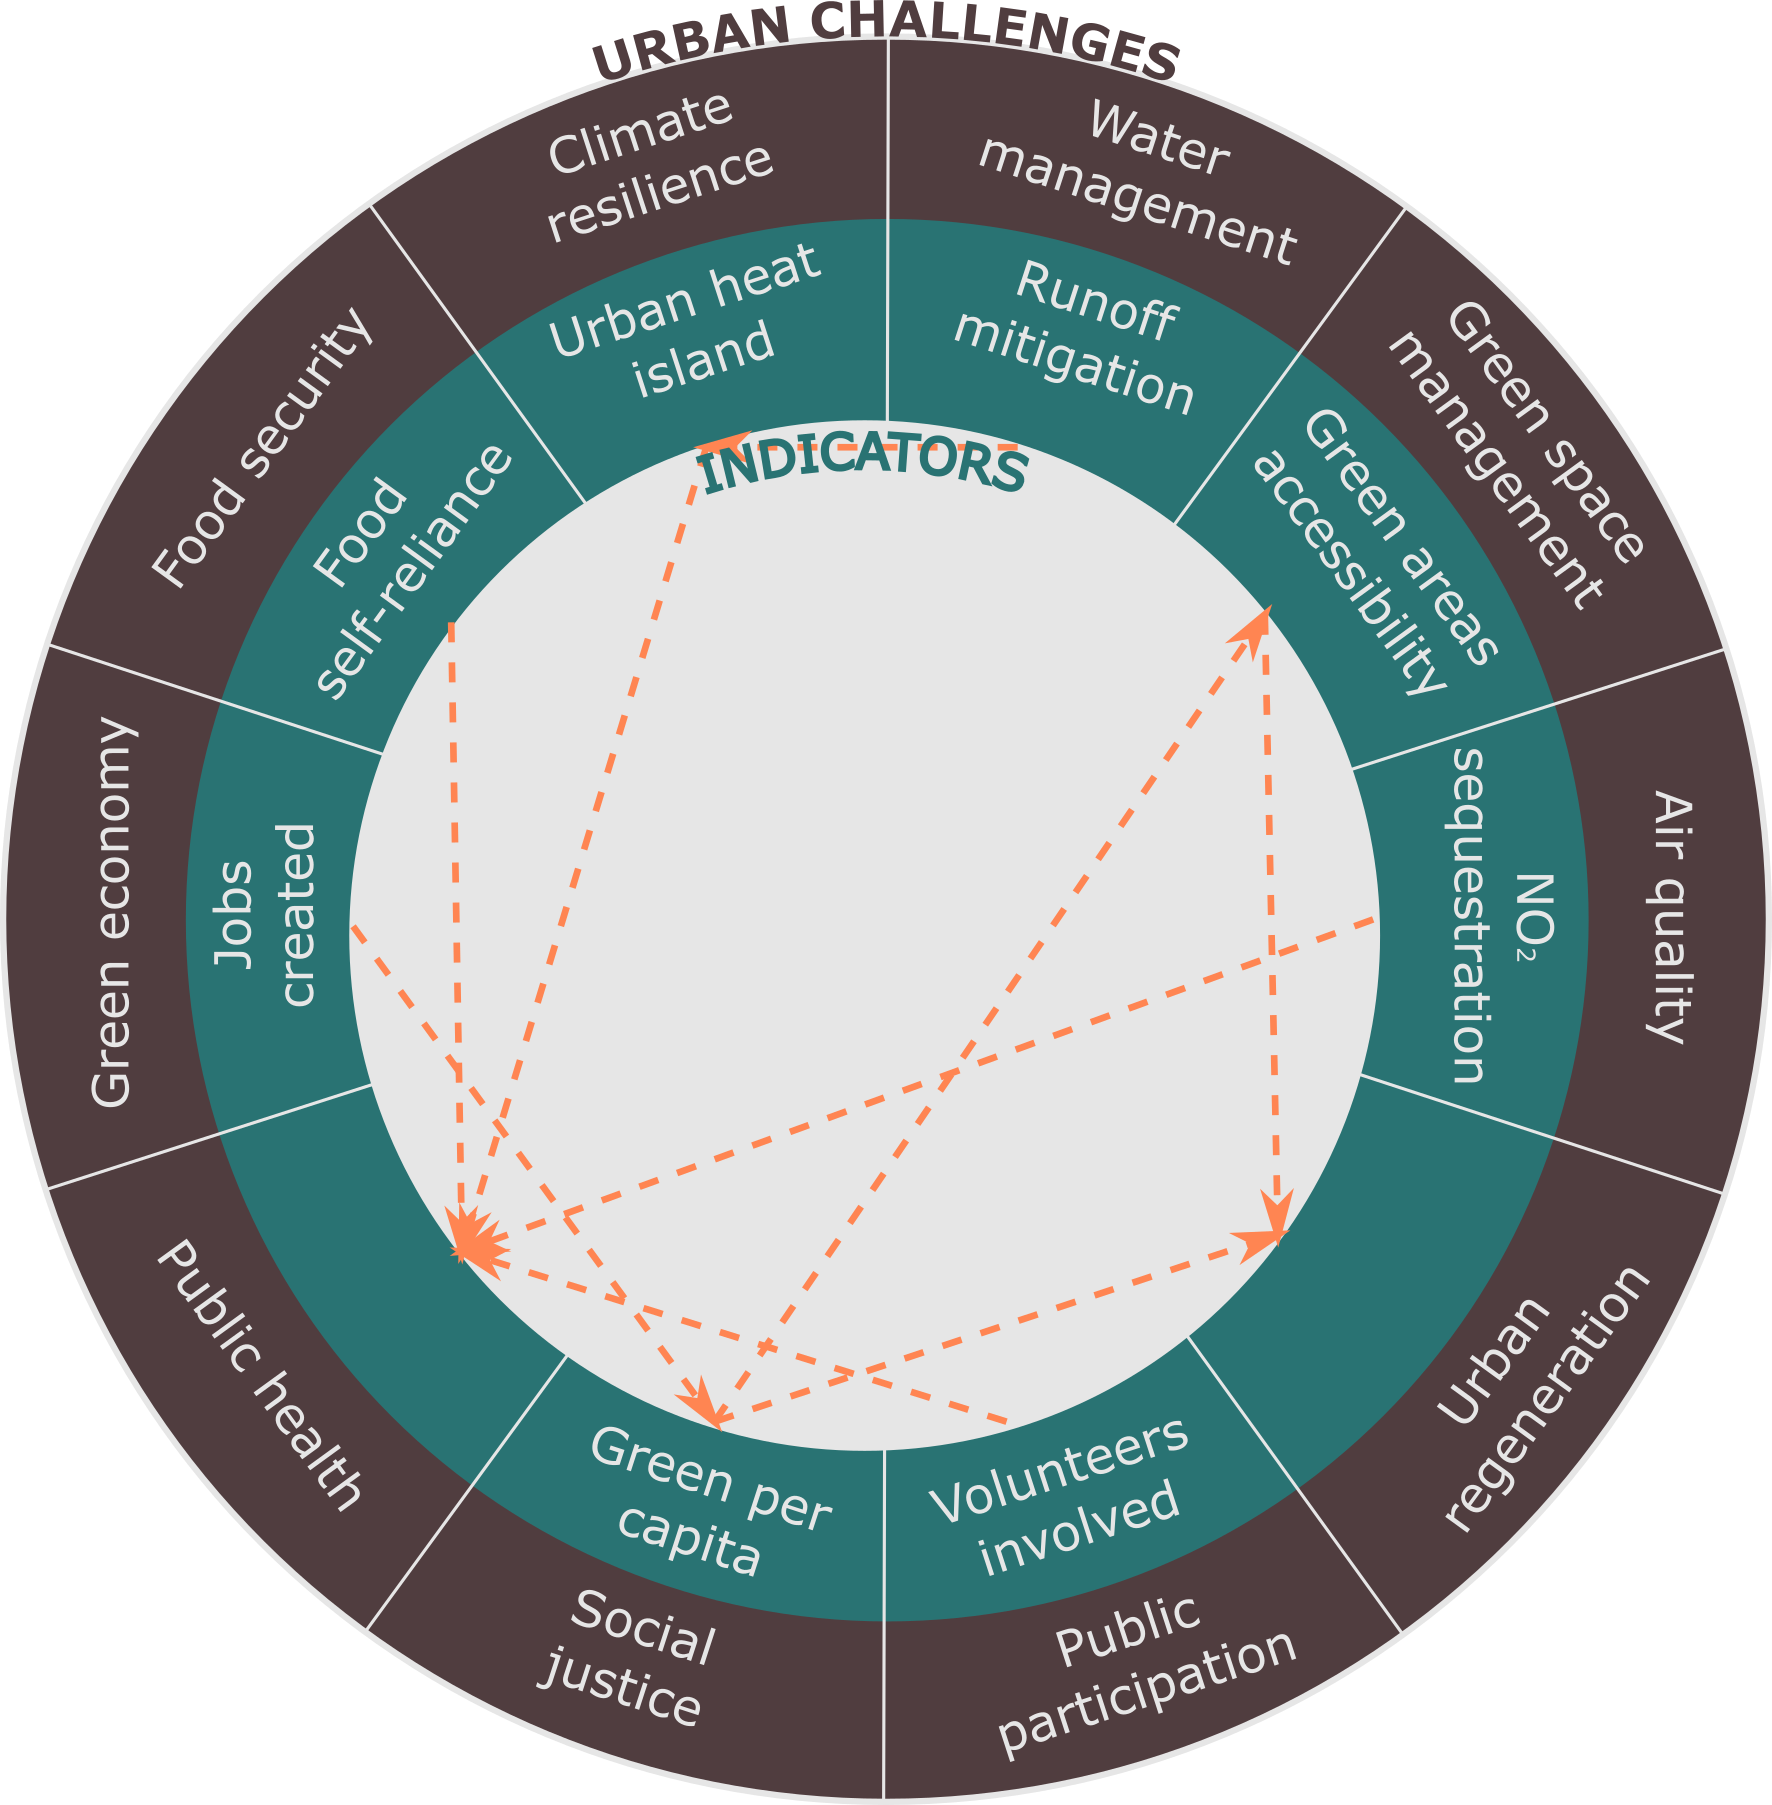 URBAN CHALLENGES
Climate
resilience
Water
management
Green space
management
Air quality
Urban
regeneration
Public
participation
Social
justice
Public health
Green economy
Food security
INDICATORS
Urban heat
island
Runoff
mitigation
Green areas
accessibility
NO₂
sequestration
Volunteers
involved
Green per
capita
Jobs
created
Food
self-reliance